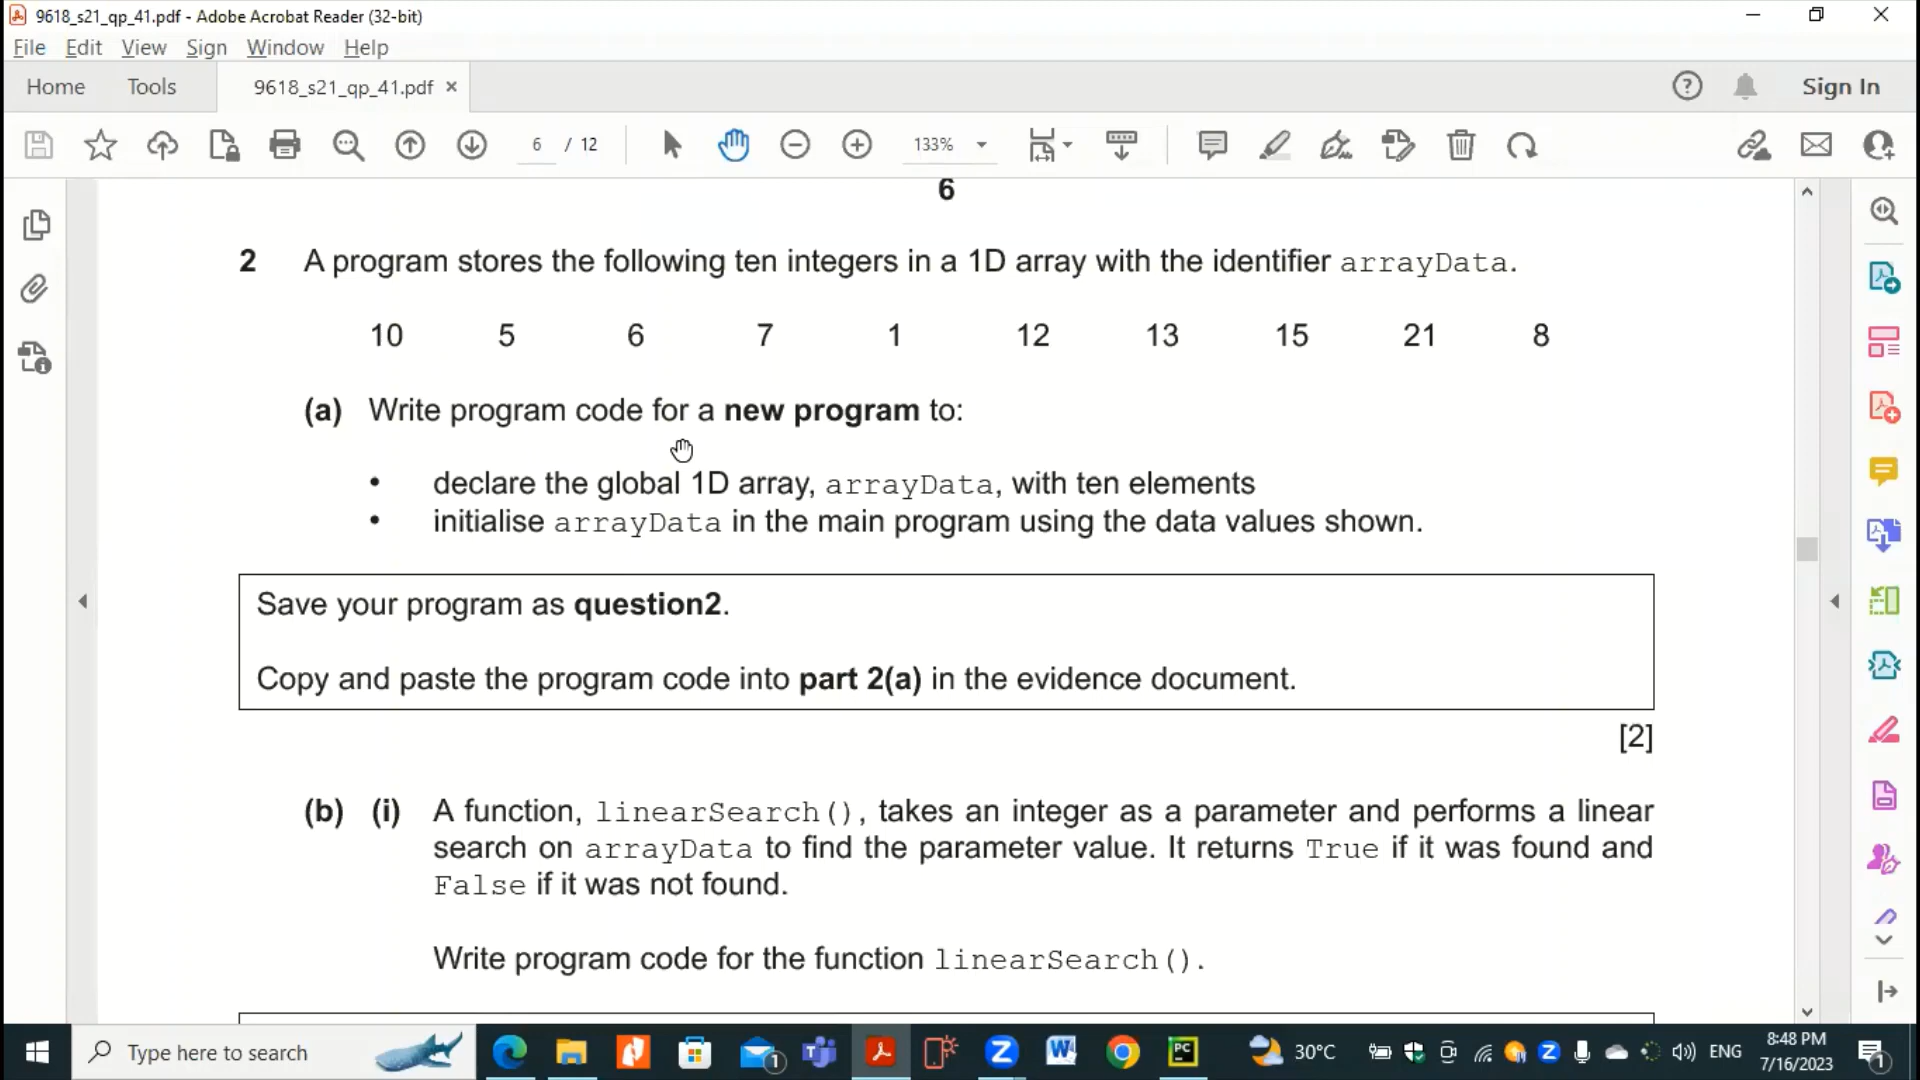 9618_s21_qp_41.pdf - Adobe Acrobat Reader (32-bit)
File Edit View Sign Window Help
Home Tools 9618_s21_qp_41.pdf × Sign In
6 / 12 133%
6
2 A program stores the following ten integers in a 1D array with the identifier arrayData.
10 5 6 7 1 12 13 15 21 8
(a) Write program code for a new program to:
• declare the global 1D array, arrayData, with ten elements
• initialise arrayData in the main program using the data values shown.
Save your program as question2.
Copy and paste the program code into part 2(a) in the evidence document.
[2]
(b) (i) A function, linearSearch(), takes an integer as a parameter and performs a linear
search on arrayData to find the parameter value. It returns True if it was found and
False if it was not found.
Write program code for the function linearSearch().
Type here to search 30°C ENG 8:48 PM
7/16/2023